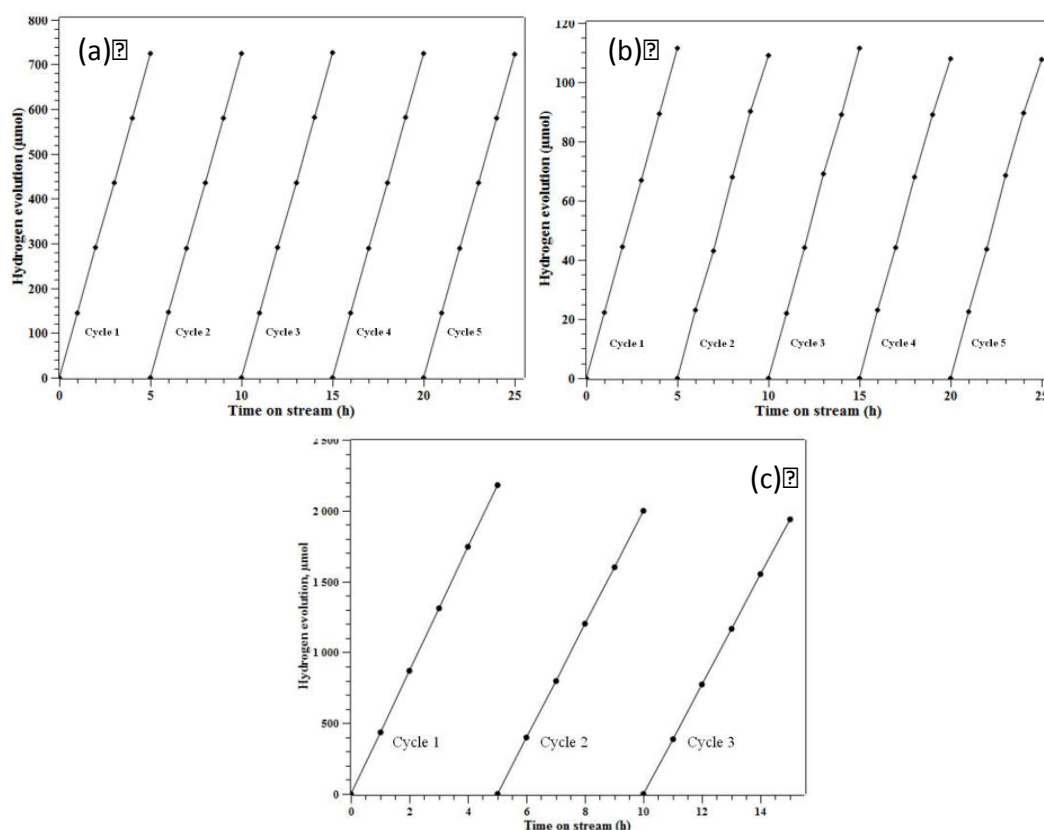 (a)⍰
Hydrogen evolution (µmol)
800
700
600
500
400
300
200
100
0
Cycle 1 Cycle 2 Cycle 3 Cycle 4 Cycle 5
0 5 10 15 20 25
Time on stream (h)
(b)⍰
Hydrogen evolution (µmol)
120
100
80
60
40
20
0
Cycle 1 Cycle 2 Cycle 3 Cycle 4 Cycle 5
0 5 10 15 20 25
Time on stream (h)
(c)⍰
Hydrogen evolution, µmol
2 500
2 000
1 500
1 000
500
0
Cycle 1 Cycle 2 Cycle 3
0 2 4 6 8 10 12 14
Time on stream (h)